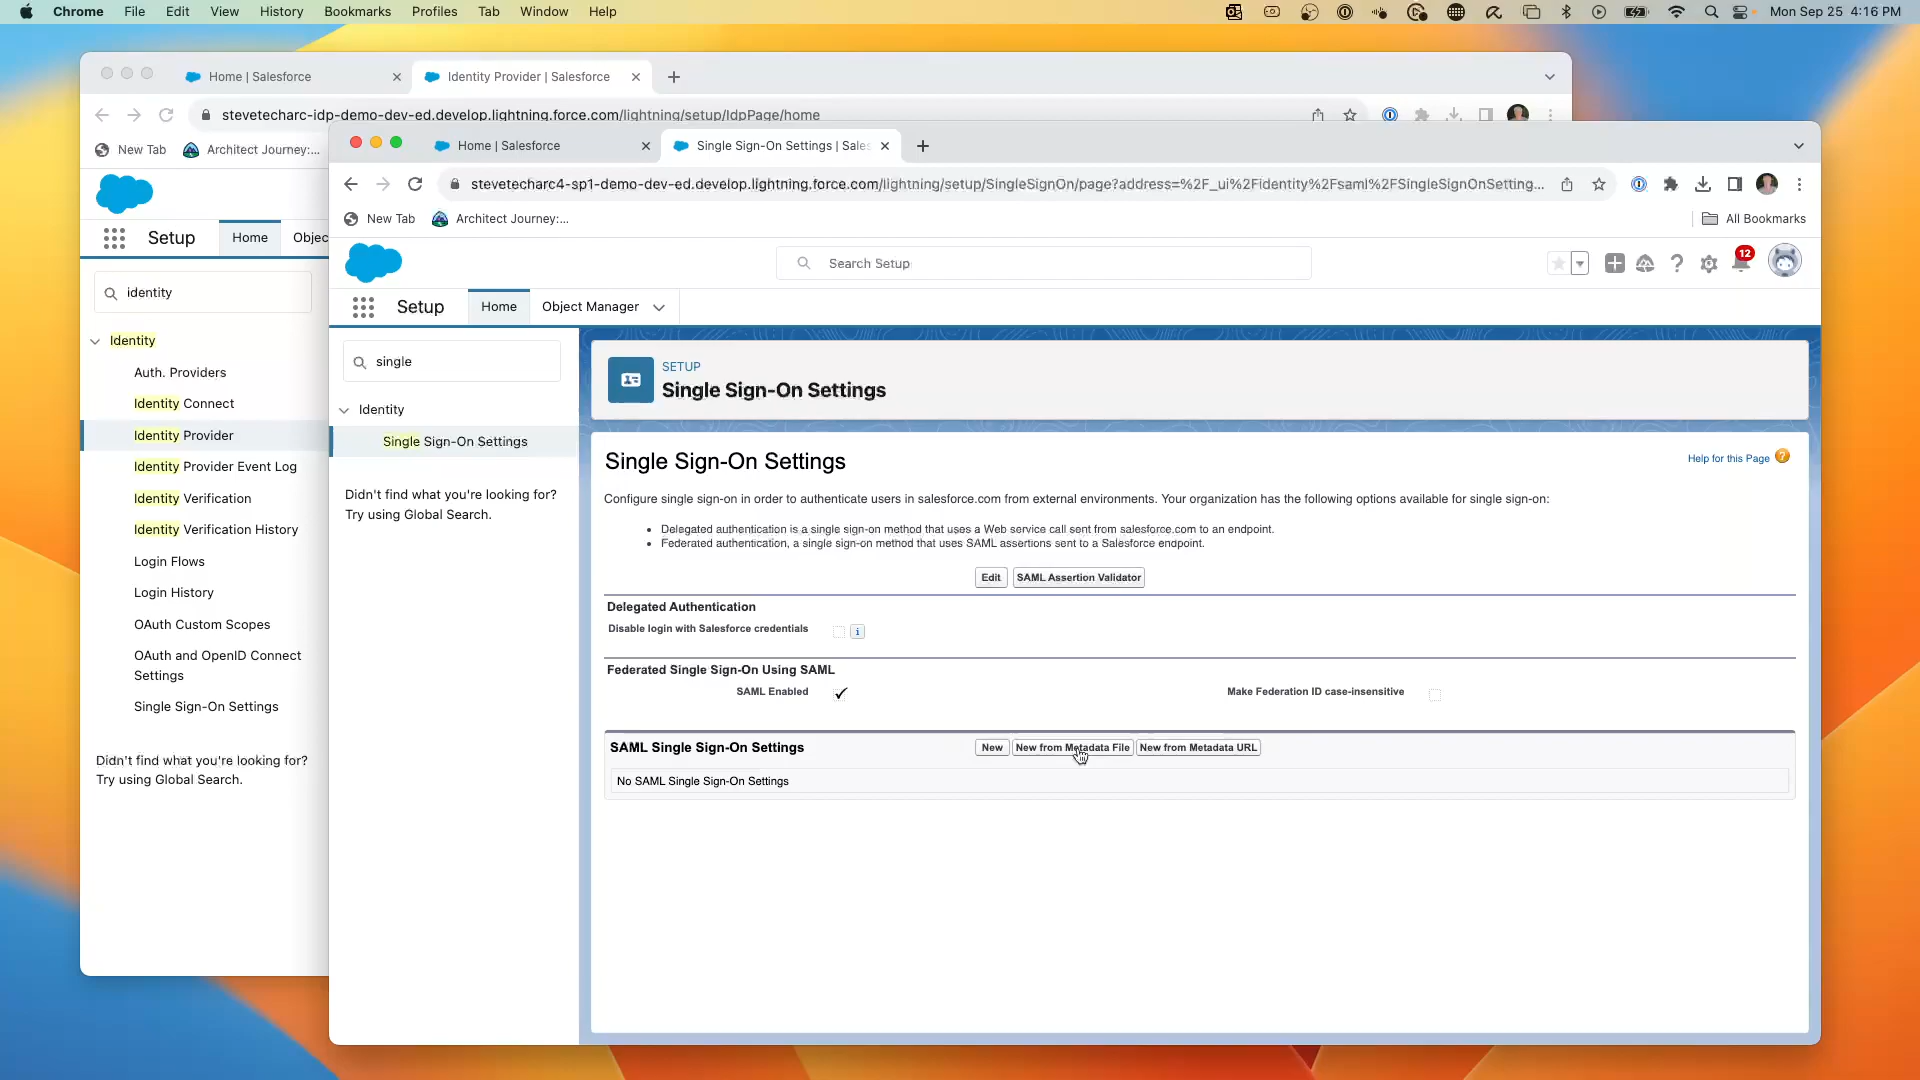 Chrome File Edit View History Bookmarks Profiles Tab Window Help
Mon Sep 25 4:16 PM
Home | Salesforce
Identity Provider | Salesforce
stevetecharc-idp-demo-dev-ed.develop.lightning.force.com/lightning/setup/IdpPage/home
New Tab
Architect Journey:...
Setup
Home
Objec
identity
Identity
Auth. Providers
Identity Connect
Identity Provider
Identity Provider Event Log
Identity Verification
Identity Verification History
Login Flows
Login History
OAuth Custom Scopes
OAuth and OpenID Connect
Settings
Single Sign-On Settings
Didn't find what you're looking for?
Try using Global Search.
Home | Salesforce
Single Sign-On Settings | Sales
stevetecharc4-sp1-demo-dev-ed.develop.lightning.force.com/lightning/setup/SingleSignOn/page?address=%2F_ui%2Fidentity%2Fsaml%2FSingleSignOnSetting...
New Tab
Architect Journey:...
All Bookmarks
Search Setup
12
Setup
Home
Object Manager
single
Identity
Single Sign-On Settings
Didn't find what you're looking for?
Try using Global Search.
SETUP
Single Sign-On Settings
Single Sign-On Settings
Help for this Page ?
Configure single sign-on in order to authenticate users in salesforce.com from external environments. Your organization has the following options available for single sign-on:
• Delegated authentication is a single sign-on method that uses a Web service call sent from salesforce.com to an endpoint.
• Federated authentication, a single sign-on method that uses SAML assertions sent to a Salesforce endpoint.
Edit
SAML Assertion Validator
Delegated Authentication
Disable login with Salesforce credentials
i
Federated Single Sign-On Using SAML
SAML Enabled
Make Federation ID case-insensitive
SAML Single Sign-On Settings
New
New from Metadata File
New from Metadata URL
No SAML Single Sign-On Settings